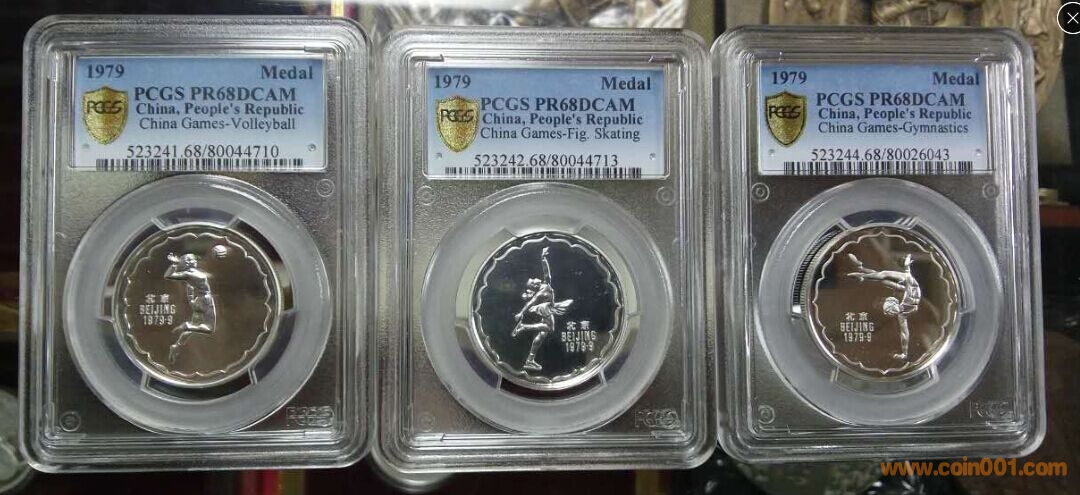 1979 Medal
PCGS PR68DCAM
China, People's Republic
China Games-Volleyball
523241.68/80044710
PCGS
北京
BEIJING
1979·9
PCGS
1979 Medal
PCGS PR68DCAM
China, People's Republic
China Games-Fig. Skating
523242.68/80044713
PCGS
北京
BEIJING
1979·9
PCGS
1979 Medal
PCGS PR68DCAM
China, People's Republic
China Games-Gymnastics
523244.68/80026043
PCGS
北京
BEIJING
1979·9
PCGS
www.coin001.com